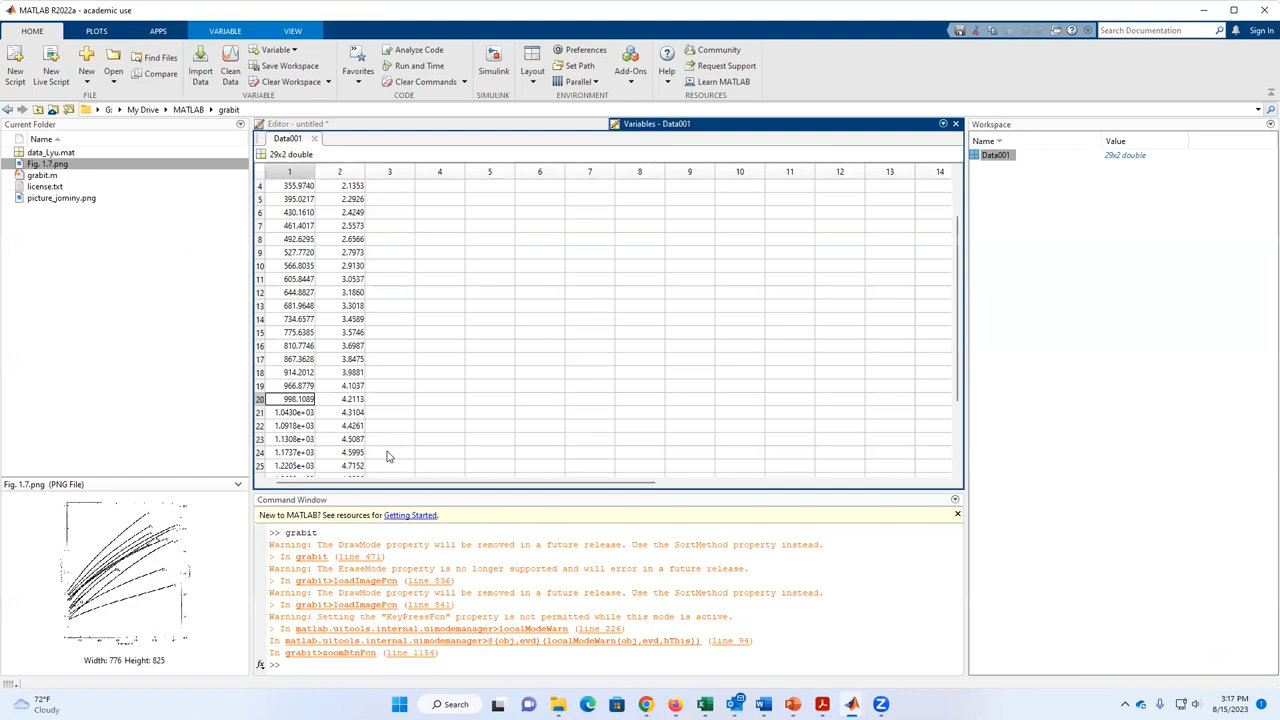 MATLAB R2022a - academic use
HOME PLOTS APPS VARIABLE VIEW
Search Documentation
Sign In
New Script
New Live Script
New
Open
Find Files
Compare
Import Data
Clean Data
Variable
Save Workspace
Clear Workspace
Favorites
Analyze Code
Run and Time
Clear Commands
Simulink
Layout
Preferences
Set Path
Parallel
Add-Ons
Help
Community
Request Support
Learn MATLAB
FILE VARIABLE CODE SIMULINK ENVIRONMENT RESOURCES
G: My Drive MATLAB grabit
Current Folder
Name
data_Lyu.mat
Fig. 1.7.png
grabit.m
license.txt
picture_jominy.png
Fig. 1.7.png (PNG File)
Width: 776 Height: 825
Editor - untitled *
Variables - Data001
Data001
29x2 double
1 2 3 4 5 6 7 8 9 10 11 12 13 14
4 355.9740 2.1353
5 395.0217 2.2926
6 430.1610 2.4249
7 461.4017 2.5573
8 492.6295 2.6566
9 527.7720 2.7973
10 566.8035 2.9130
11 605.8447 3.0537
12 644.8827 3.1860
13 681.9648 3.3018
14 734.6577 3.4589
15 775.6385 3.5746
16 810.7746 3.6987
17 867.3628 3.8475
18 914.2012 3.9881
19 966.8779 4.1037
20 998.1089 4.2113
21 1.0430e+03 4.3104
22 1.0918e+03 4.4261
23 1.1308e+03 4.5087
24 1.1737e+03 4.5995
25 1.2205e+03 4.7152
Command Window
New to MATLAB? See resources for Getting Started.
>> grabit
Warning: The DrawMode property will be removed in a future release. Use the SortMethod property instead.
> In grabit (line 471)
Warning: The EraseMode property is no longer supported and will error in a future release.
> In grabit>loadImageFcn (line 836)
Warning: The DrawMode property will be removed in a future release. Use the SortMethod property instead.
> In grabit>loadImageFcn (line 841)
Warning: Setting the "KeyPressFcn" property is not permitted while this mode is active.
> In matlab.uitools.internal.uimodemanager>localModeWarn (line 226)
In matlab.uitools.internal.uimodemanager>@(obj,evd)(localModeWarn(obj,evd,hThis)) (line 94)
In grabit>zoomBtnFcn (line 1154)
fx >>
Workspace
Name Value
Data001 29x2 double
72°F
Cloudy
Search
3:17 PM
8/15/2023